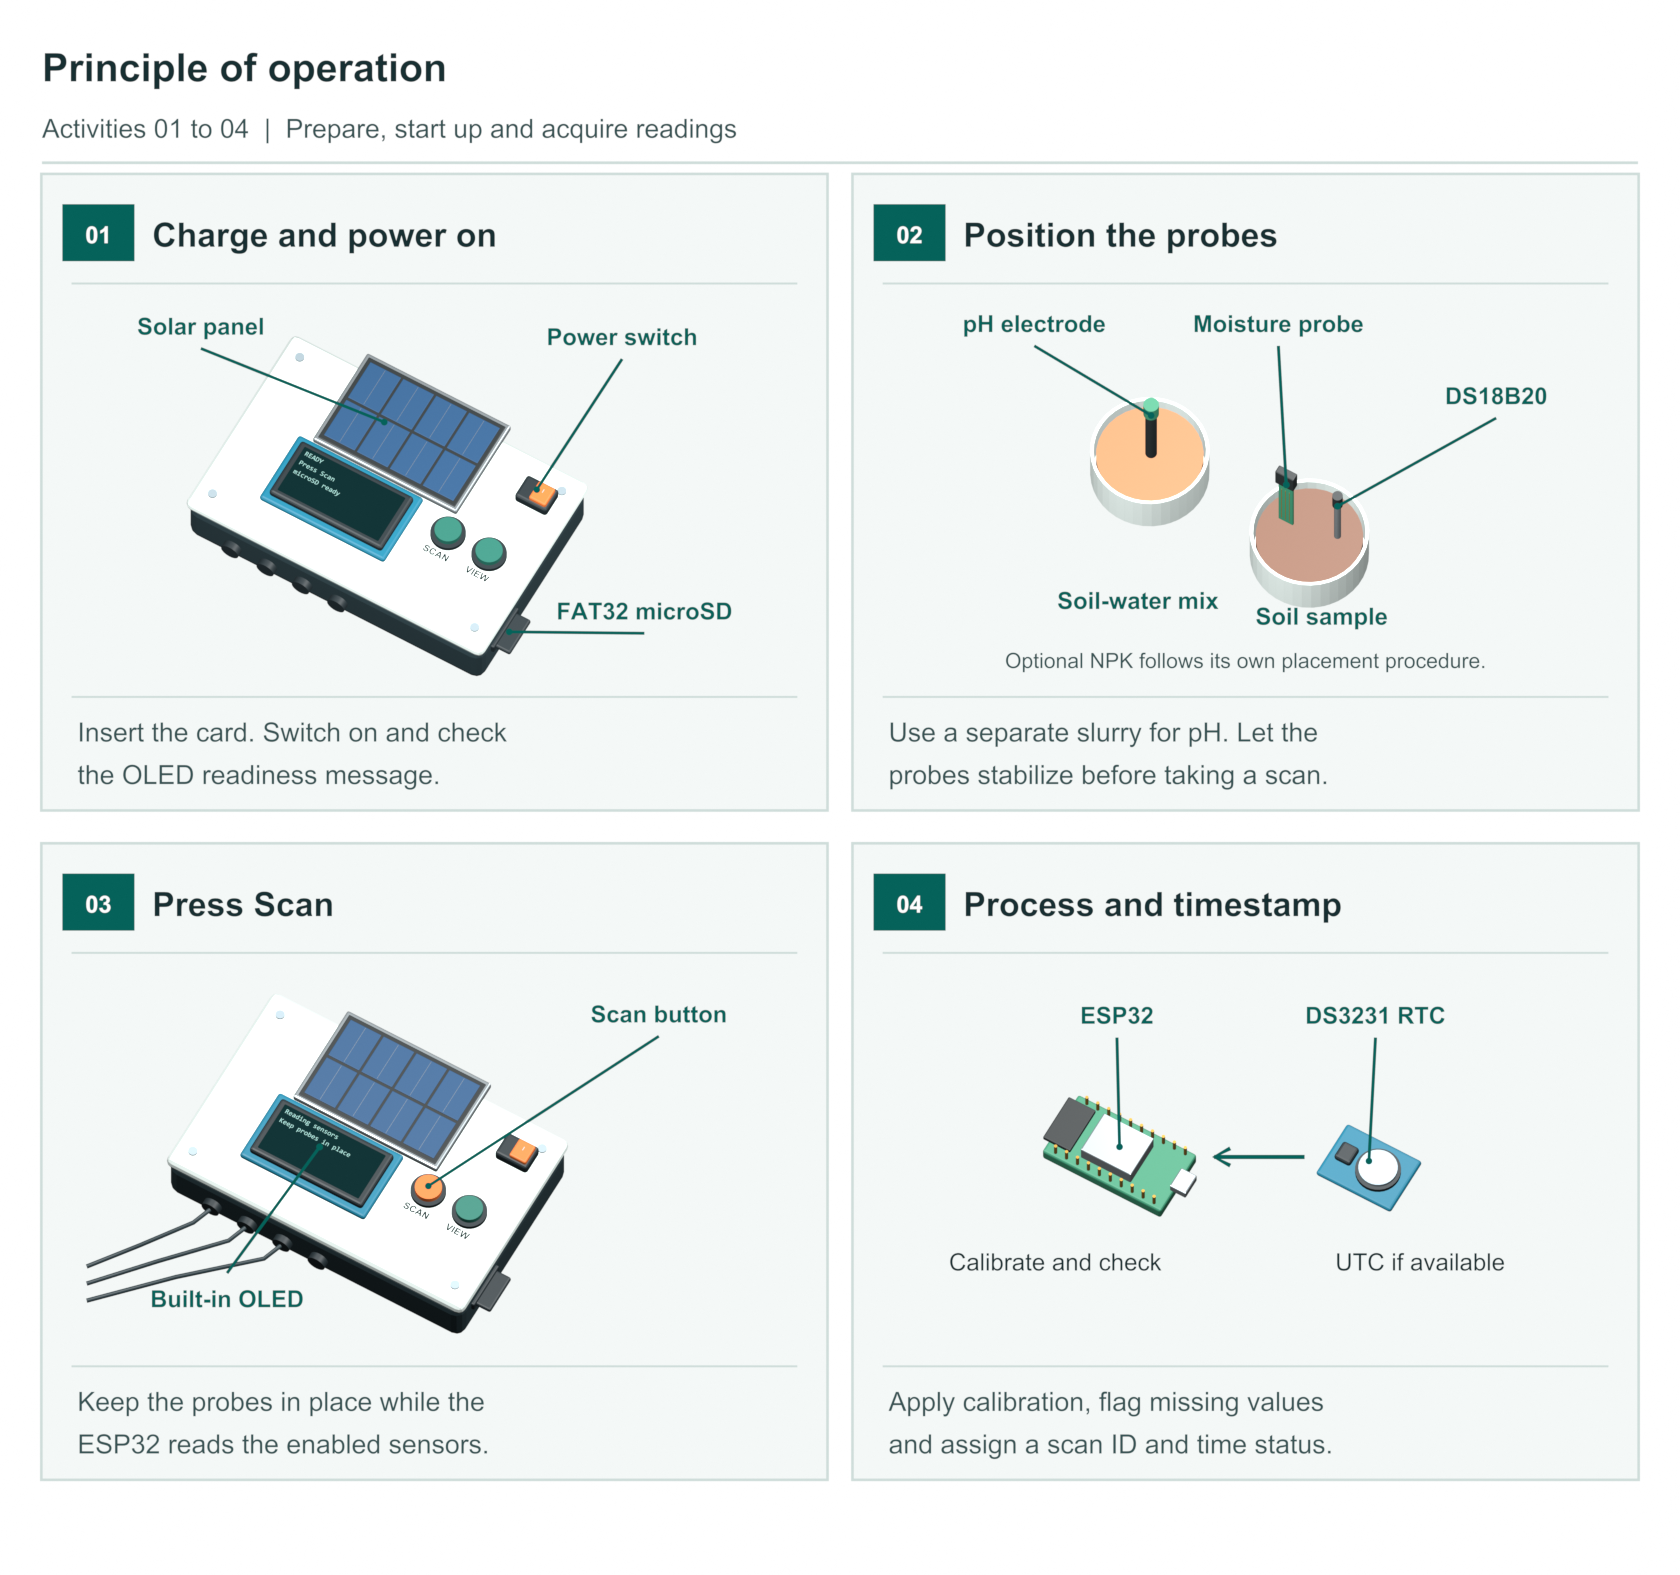 Principle of operation
Activities 01 to 04 | Prepare, start up and acquire readings
01 Charge and power on
Solar panel
Power switch
READY
Press Scan
microSD ready
SCAN
VIEW
FAT32 microSD
Insert the card. Switch on and check
the OLED readiness message.
02 Position the probes
pH electrode
Moisture probe
DS18B20
Soil-water mix
Soil sample
Optional NPK follows its own placement procedure.
Use a separate slurry for pH. Let the
probes stabilize before taking a scan.
03 Press Scan
Scan button
Reading sensors
Keep probes in place
SCAN
VIEW
Built-in OLED
Keep the probes in place while the
ESP32 reads the enabled sensors.
04 Process and timestamp
ESP32
DS3231 RTC
Calibrate and check
UTC if available
Apply calibration, flag missing values
and assign a scan ID and time status.